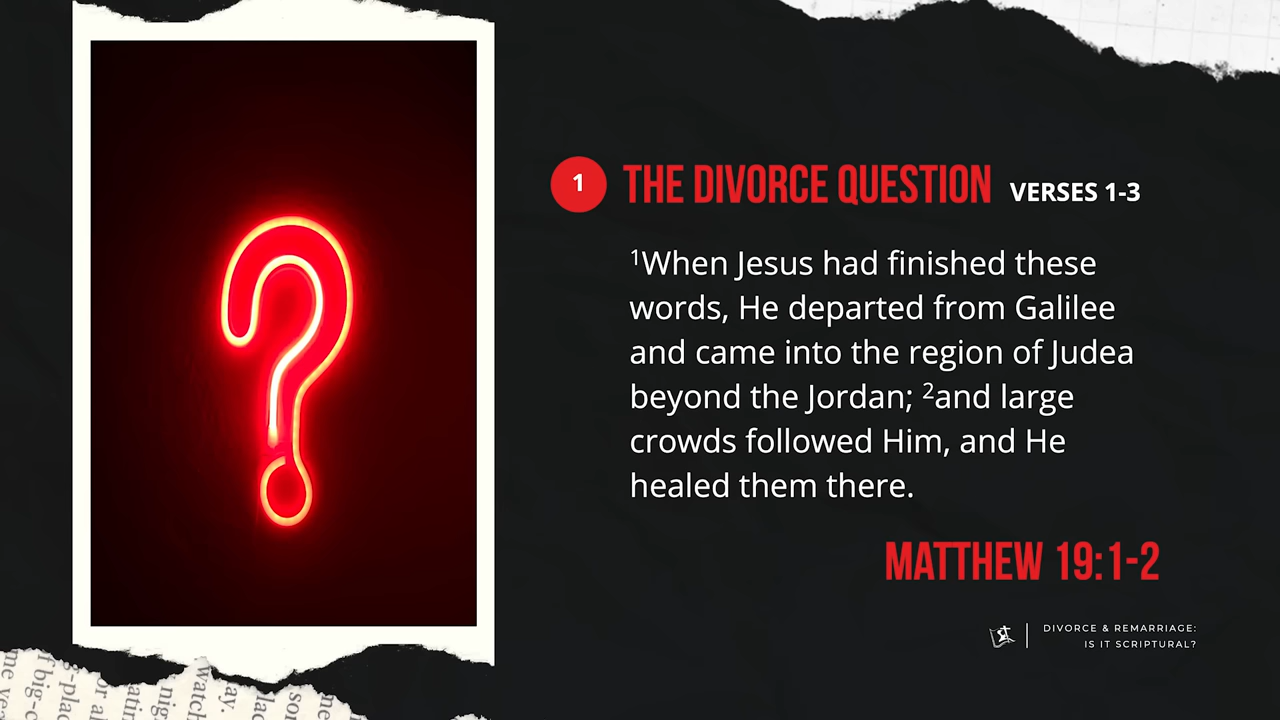 1
THE DIVORCE QUESTION VERSES 1-3
¹When Jesus had finished these
words, He departed from Galilee
and came into the region of Judea
beyond the Jordan; ²and large
crowds followed Him, and He
healed them there.
MATTHEW 19:1-2
DIVORCE & REMARRIAGE:
IS IT SCRIPTURAL?